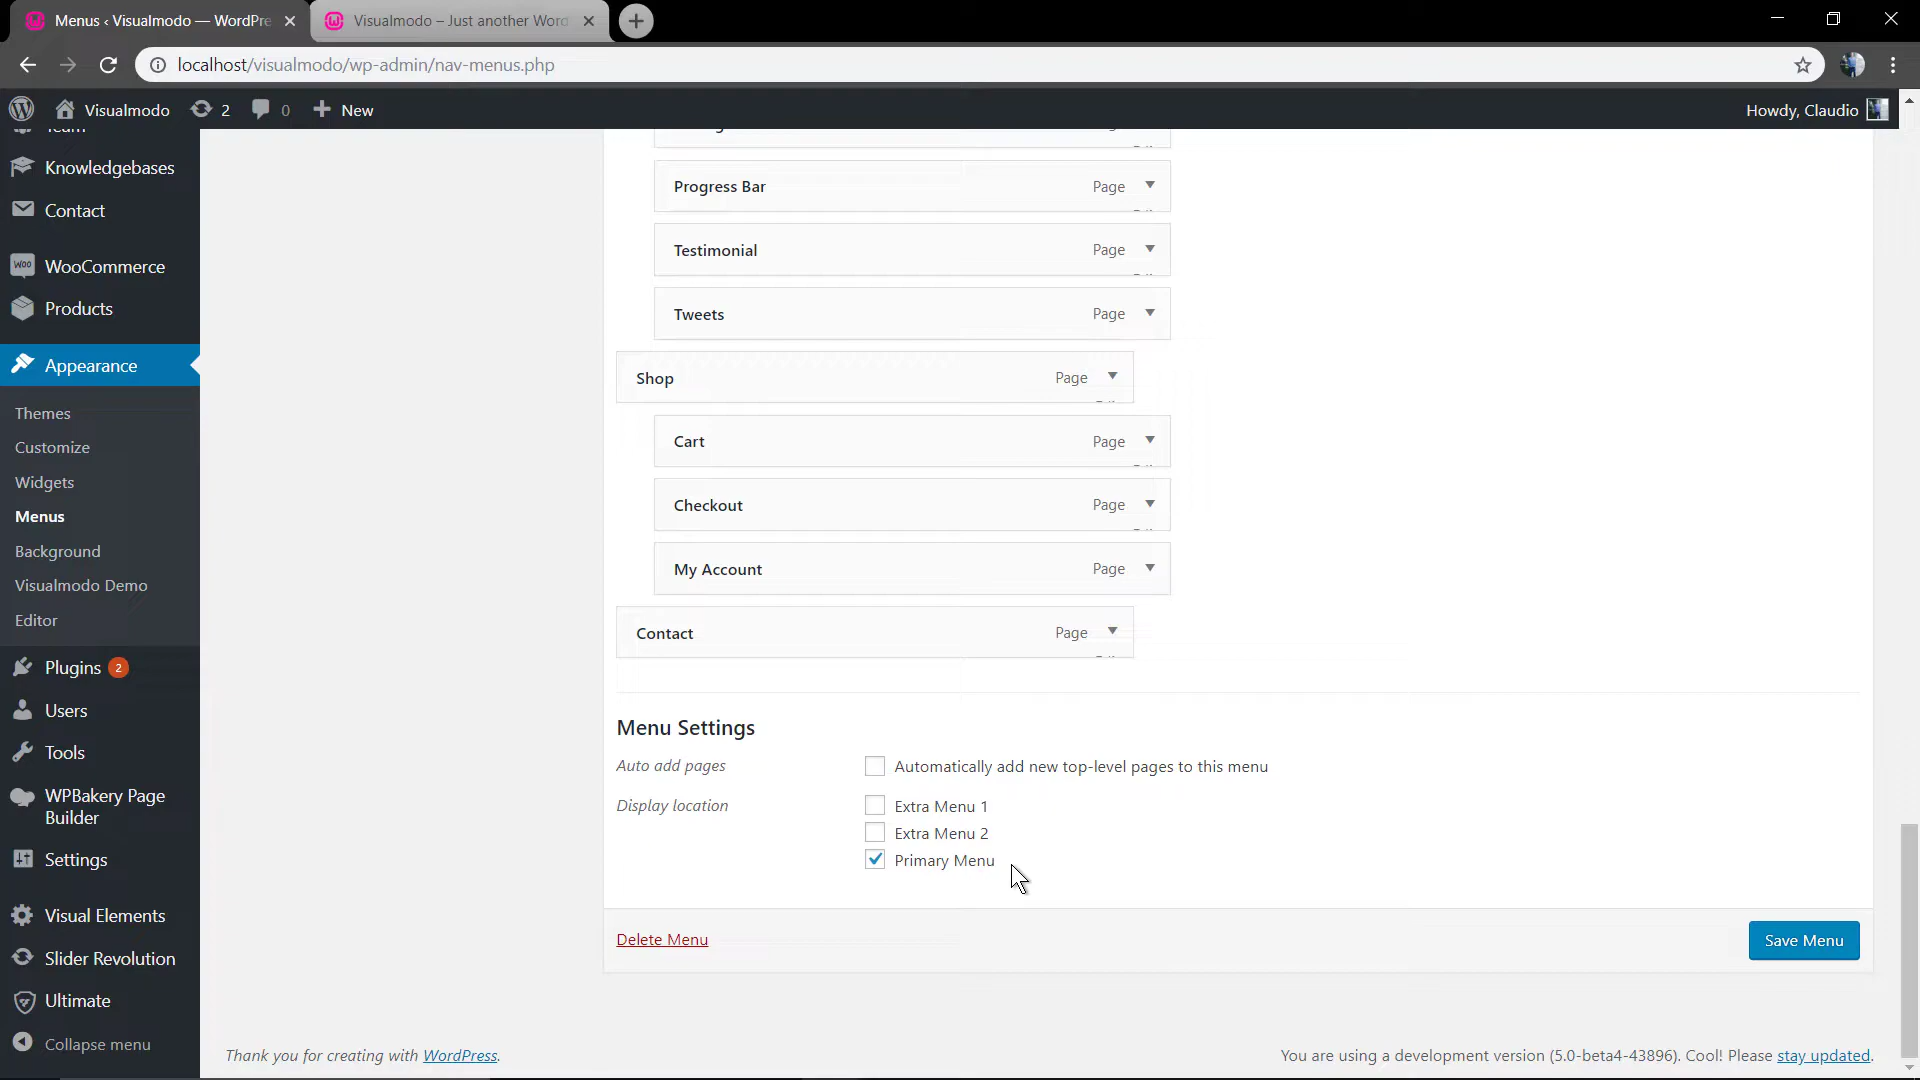 Menus ‹ Visualmodo — WordPre
Visualmodo – Just another Word
localhost/visualmodo/wp-admin/nav-menus.php
Visualmodo 2 0 New
Howdy, Claudio
Team
Knowledgebases
Contact
WooCommerce
Products
Appearance
Themes
Customize
Widgets
Menus
Background
Visualmodo Demo
Editor
Plugins 2
Users
Tools
WPBakery Page
Builder
Settings
Visual Elements
Slider Revolution
Ultimate
Collapse menu
Progress Bar Page
Testimonial Page
Tweets Page
Shop Page
Cart Page
Checkout Page
My Account Page
Contact Page
Menu Settings
Auto add pages
Automatically add new top-level pages to this menu
Display location
Extra Menu 1
Extra Menu 2
Primary Menu
Delete Menu
Save Menu
Thank you for creating with WordPress.
You are using a development version (5.0-beta4-43896). Cool! Please stay updated.